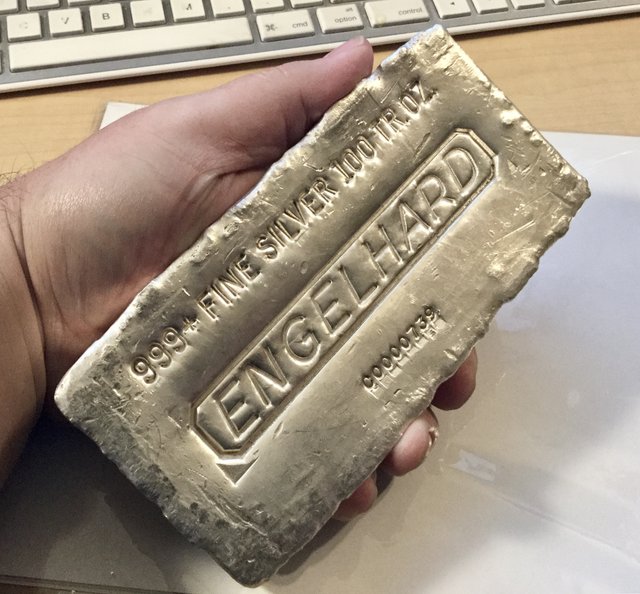 C V B N M
cmd option control
999+ FINE SILVER 100 TR.OZ.
ENGELHARD